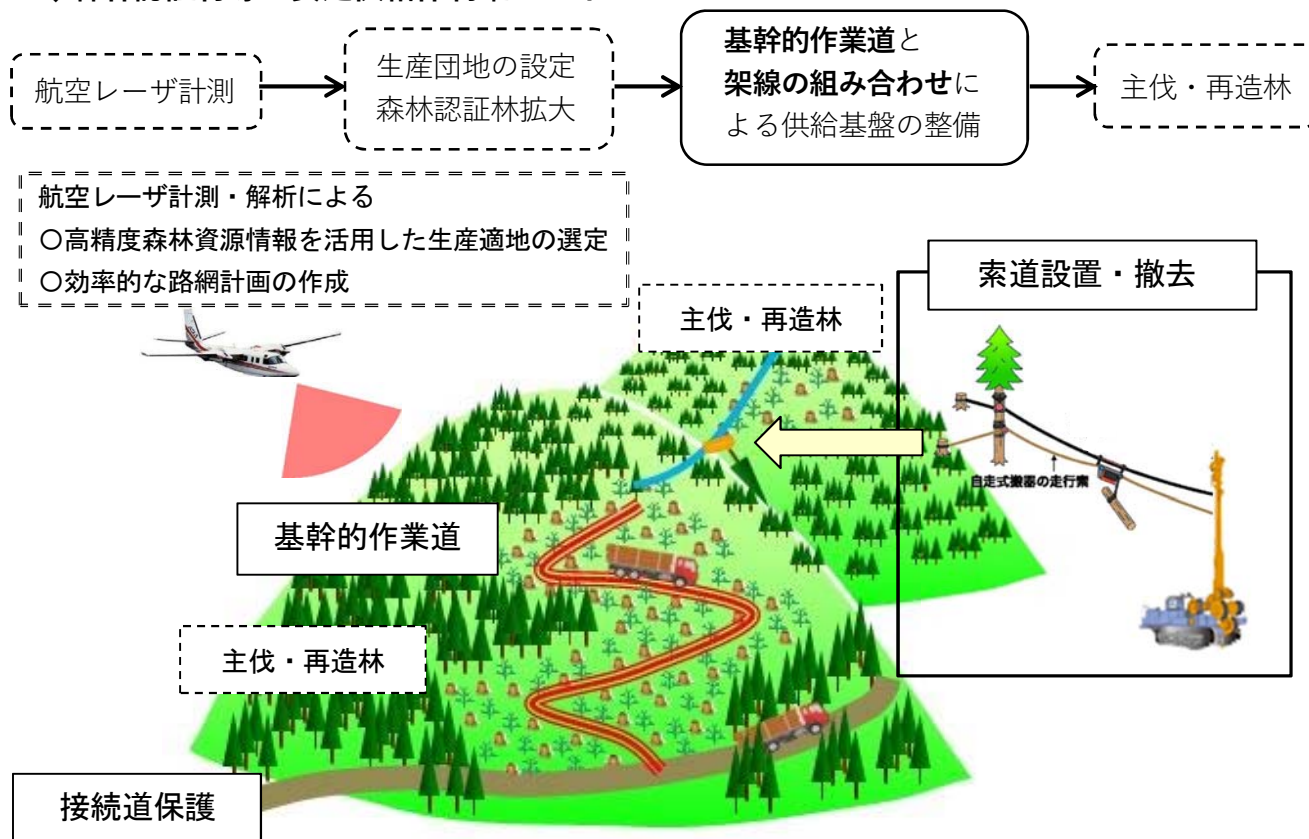 航空レーザ計測
生産団地の設定
森林認証林拡大
基幹的作業道と
架線の組み合わせに
よる供給基盤の整備
主伐・再造林
航空レーザ計測・解析による
〇高精度森林資源情報を活用した生産適地の選定
〇効率的な路網計画の作成
索道設置・撤去
主伐・再造林
自走式搬器の走行索
基幹的作業道
主伐・再造林
接続道保護